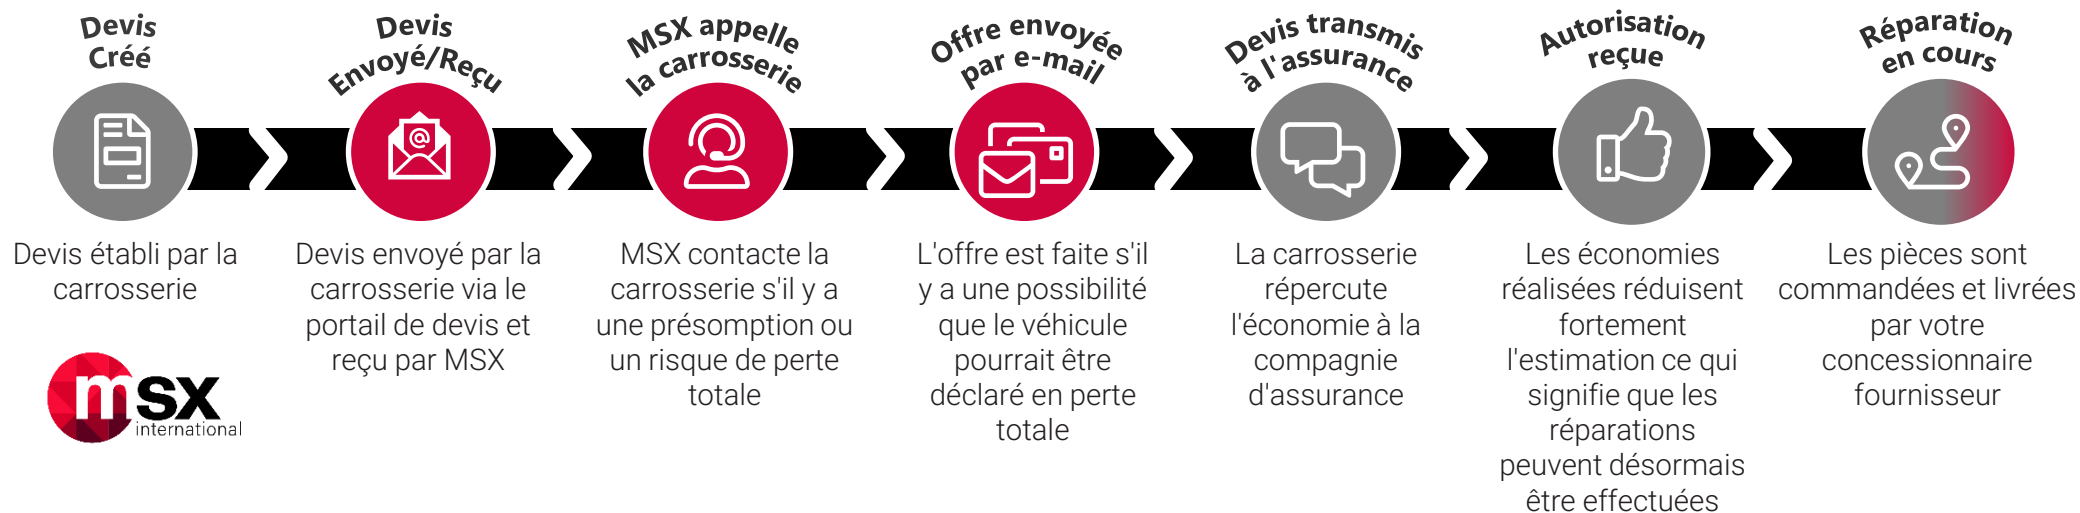 Devis
Créé
Devis établi par la
carrosserie
Devis
Envoyé/Reçu
@
Devis envoyé par la
carrosserie via le
portail de devis et
reçu par MSX
MSX appelle
la carrosserie
MSX contacte la
carrosserie s'il y a
une présomption ou
un risque de perte
totale
Offre envoyée
par e-mail
L'offre est faite s'il
y a une possibilité
que le véhicule
pourrait être
déclaré en perte
totale
Devis transmis
à l'assurance
La carrosserie
répercute
l'économie à la
compagnie
d'assurance
Autorisation
reçue
Les économies
réalisées réduisent
fortement
l'estimation ce qui
signifie que les
réparations
peuvent désormais
être effectuées
Réparation
en cours
Les pièces sont
commandées et livrées
par votre
concessionnaire
fournisseur
msx
international